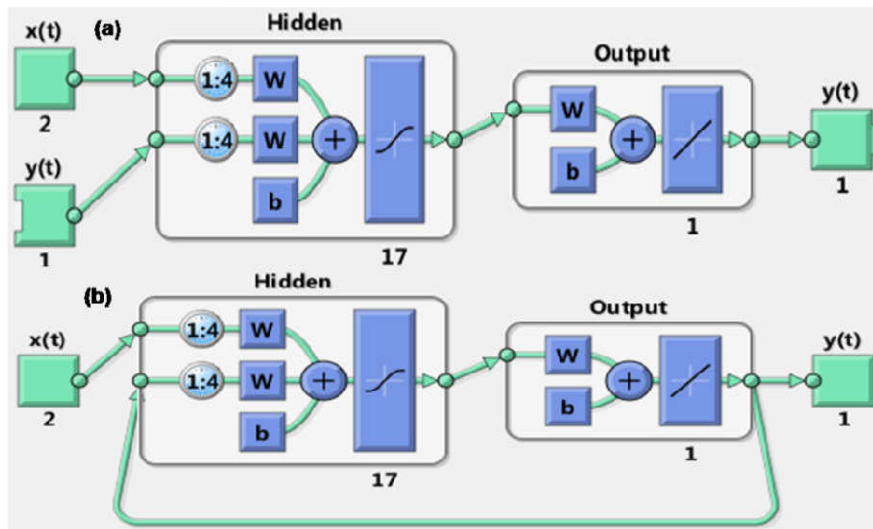 x(t) (a) Hidden
Output
2 1:4 W
y(t) 1:4 W + W + y(t)
b b
1 17 1 1
(b) Hidden
Output
x(t) 1:4 W y(t)
2 1:4 W + W + 1
b b
17 1